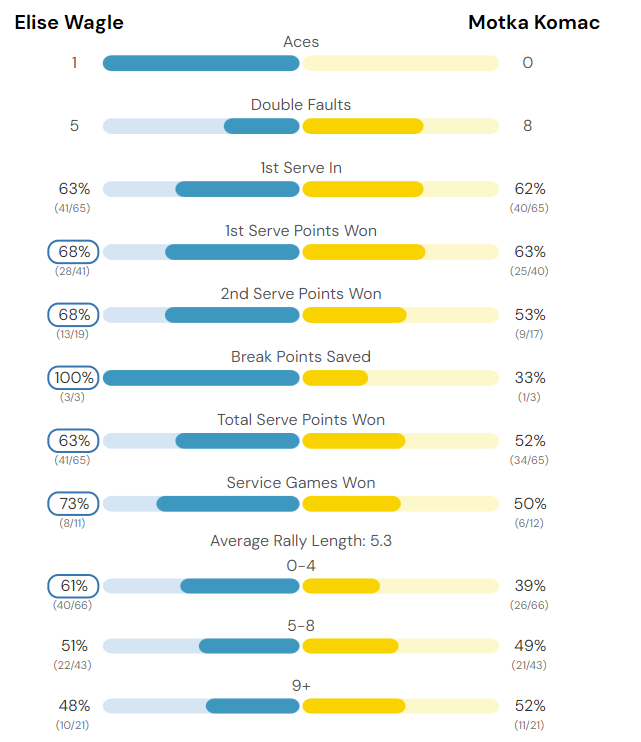 Elise Wagle Motka Komac
Aces
1 0
Double Faults
5 8
1st Serve In
63% 62%
(41/65) (40/65)
1st Serve Points Won
68% 63%
(28/41) (25/40)
2nd Serve Points Won
68% 53%
(13/19) (9/17)
Break Points Saved
100% 33%
(3/3) (1/3)
Total Serve Points Won
63% 52%
(41/65) (34/65)
Service Games Won
73% 50%
(8/11) (6/12)
Average Rally Length: 5.3
0-4
61% 39%
(40/66) (26/66)
5-8
51% 49%
(22/43) (21/43)
9+
48% 52%
(10/21) (11/21)